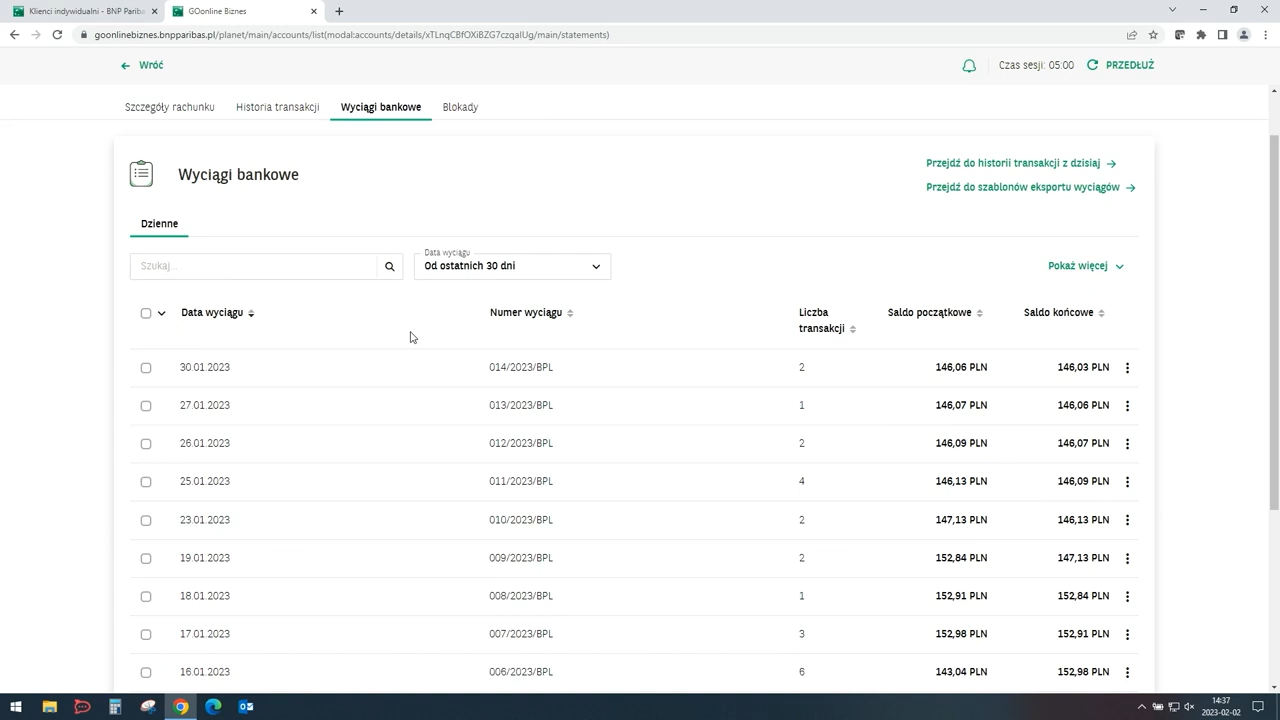 Klienci indywidualni - BNP Pariba
GOonline Biznes
goonlinebiznes.bnpparibas.pl/planet/main/accounts/list(modal:accounts/details/xTLnqCBfOXiBZG7czqaIUg/main/statements)
Wróć
Czas sesji: 05:00
PRZEDŁUŻ
Szczegóły rachunku
Historia transakcji
Wyciągi bankowe
Blokady
Wyciągi bankowe
Przejdź do historii transakcji z dzisiaj
Przejdź do szablonów eksportu wyciągów
Dzienne
Szukaj...
Data wyciągu
Od ostatnich 30 dni
Pokaż więcej
Data wyciągu
Numer wyciągu
Liczba
transakcji
Saldo początkowe
Saldo końcowe
30.01.2023 014/2023/BPL 2 146,06 PLN 146,03 PLN
27.01.2023 013/2023/BPL 1 146,07 PLN 146,06 PLN
26.01.2023 012/2023/BPL 2 146,09 PLN 146,07 PLN
25.01.2023 011/2023/BPL 4 146,13 PLN 146,09 PLN
23.01.2023 010/2023/BPL 2 147,13 PLN 146,13 PLN
19.01.2023 009/2023/BPL 2 152,84 PLN 147,13 PLN
18.01.2023 008/2023/BPL 1 152,91 PLN 152,84 PLN
17.01.2023 007/2023/BPL 3 152,98 PLN 152,91 PLN
16.01.2023 006/2023/BPL 6 143,04 PLN 152,98 PLN
14:37
2023-02-02